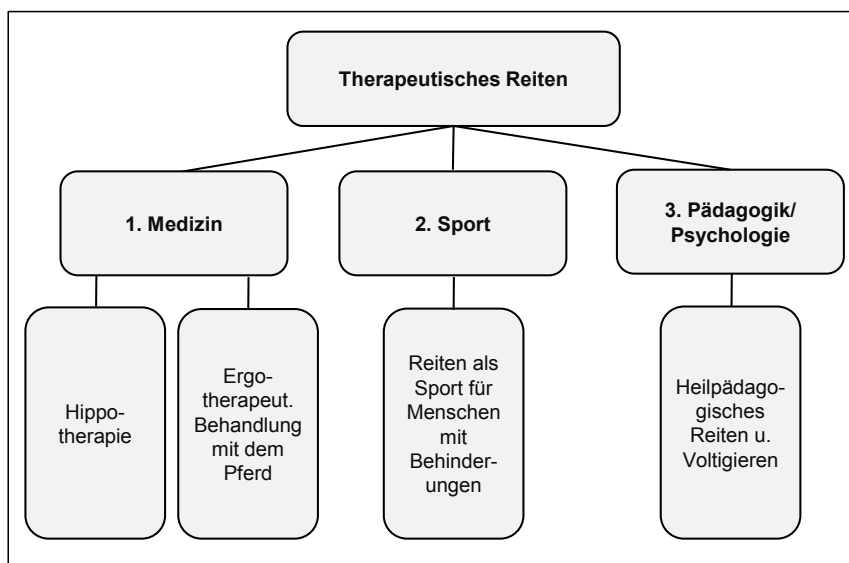 Therapeutisches Reiten
1. Medizin
2. Sport
3. Pädagogik/
Psychologie
Hippo-
therapie
Ergo-
therapeut.
Behandlung
mit dem
Pferd
Reiten als
Sport für
Menschen
mit
Behinder-
ungen
Heilpädago-
gisches
Reiten u.
Voltigieren